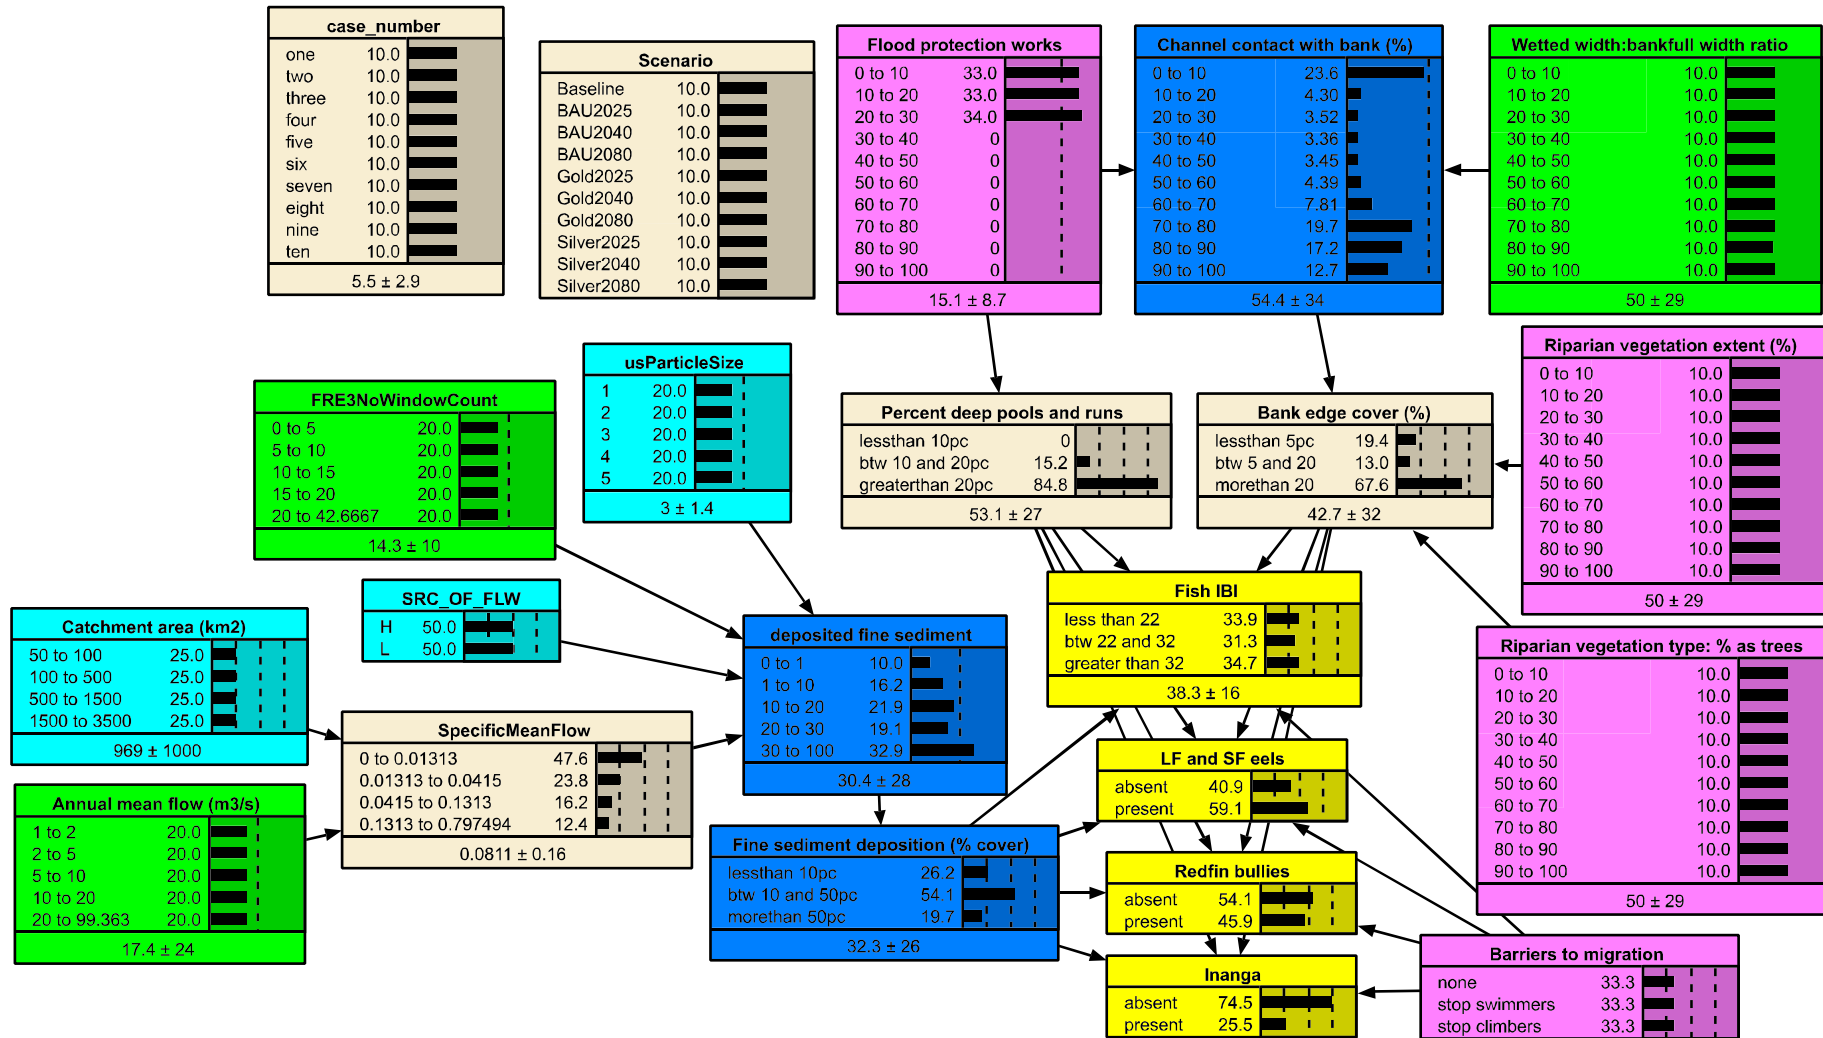 case_number
one 10.0
two 10.0
three 10.0
four 10.0
five 10.0
six 10.0
seven 10.0
eight 10.0
nine 10.0
ten 10.0
5.5 ± 2.9
Scenario
Baseline 10.0
BAU2025 10.0
BAU2040 10.0
BAU2080 10.0
Gold2025 10.0
Gold2040 10.0
Gold2080 10.0
Silver2025 10.0
Silver2040 10.0
Silver2080 10.0
Flood protection works
0 to 10 33.0
10 to 20 33.0
20 to 30 34.0
30 to 40 0
40 to 50 0
50 to 60 0
60 to 70 0
70 to 80 0
80 to 90 0
90 to 100 0
15.1 ± 8.7
Channel contact with bank (%)
0 to 10 23.6
10 to 20 4.30
20 to 30 3.52
30 to 40 3.36
40 to 50 3.45
50 to 60 4.39
60 to 70 7.81
70 to 80 19.7
80 to 90 17.2
90 to 100 12.7
54.4 ± 34
Wetted width:bankfull width ratio
0 to 10 10.0
10 to 20 10.0
20 to 30 10.0
30 to 40 10.0
40 to 50 10.0
50 to 60 10.0
60 to 70 10.0
70 to 80 10.0
80 to 90 10.0
90 to 100 10.0
50 ± 29
FRE3NoWindowCount
0 to 5 20.0
5 to 10 20.0
10 to 15 20.0
15 to 20 20.0
20 to 42.6667 20.0
14.3 ± 10
usParticleSize
1 20.0
2 20.0
3 20.0
4 20.0
5 20.0
3 ± 1.4
Percent deep pools and runs
lessthan 10pc 0
btw 10 and 20pc 15.2
greaterthan 20pc 84.8
53.1 ± 27
Bank edge cover (%)
lessthan 5pc 19.4
btw 5 and 20 13.0
morethan 20 67.6
42.7 ± 32
Riparian vegetation extent (%)
0 to 10 10.0
10 to 20 10.0
20 to 30 10.0
30 to 40 10.0
40 to 50 10.0
50 to 60 10.0
60 to 70 10.0
70 to 80 10.0
80 to 90 10.0
90 to 100 10.0
50 ± 29
SRC_OF_FLW
H 50.0
L 50.0
Catchment area (km2)
50 to 100 25.0
100 to 500 25.0
500 to 1500 25.0
1500 to 3500 25.0
969 ± 1000
deposited fine sediment
0 to 1 10.0
1 to 10 16.2
10 to 20 21.9
20 to 30 19.1
30 to 100 32.9
30.4 ± 28
Fish IBI
less than 22 33.9
btw 22 and 32 31.3
greater than 32 34.7
38.3 ± 16
Riparian vegetation type: % as trees
0 to 10 10.0
10 to 20 10.0
20 to 30 10.0
30 to 40 10.0
40 to 50 10.0
50 to 60 10.0
60 to 70 10.0
70 to 80 10.0
80 to 90 10.0
90 to 100 10.0
50 ± 29
SpecificMeanFlow
0 to 0.01313 47.6
0.01313 to 0.0415 23.8
0.0415 to 0.1313 16.2
0.1313 to 0.797494 12.4
0.0811 ± 0.16
Annual mean flow (m3/s)
1 to 2 20.0
2 to 5 20.0
5 to 10 20.0
10 to 20 20.0
20 to 99.363 20.0
17.4 ± 24
LF and SF eels
absent 40.9
present 59.1
Fine sediment deposition (% cover)
lessthan 10pc 26.2
btw 10 and 50pc 54.1
morethan 50pc 19.7
32.3 ± 26
Redfin bullies
absent 54.1
present 45.9
Inanga
absent 74.5
present 25.5
Barriers to migration
none 33.3
stop swimmers 33.3
stop climbers 33.3